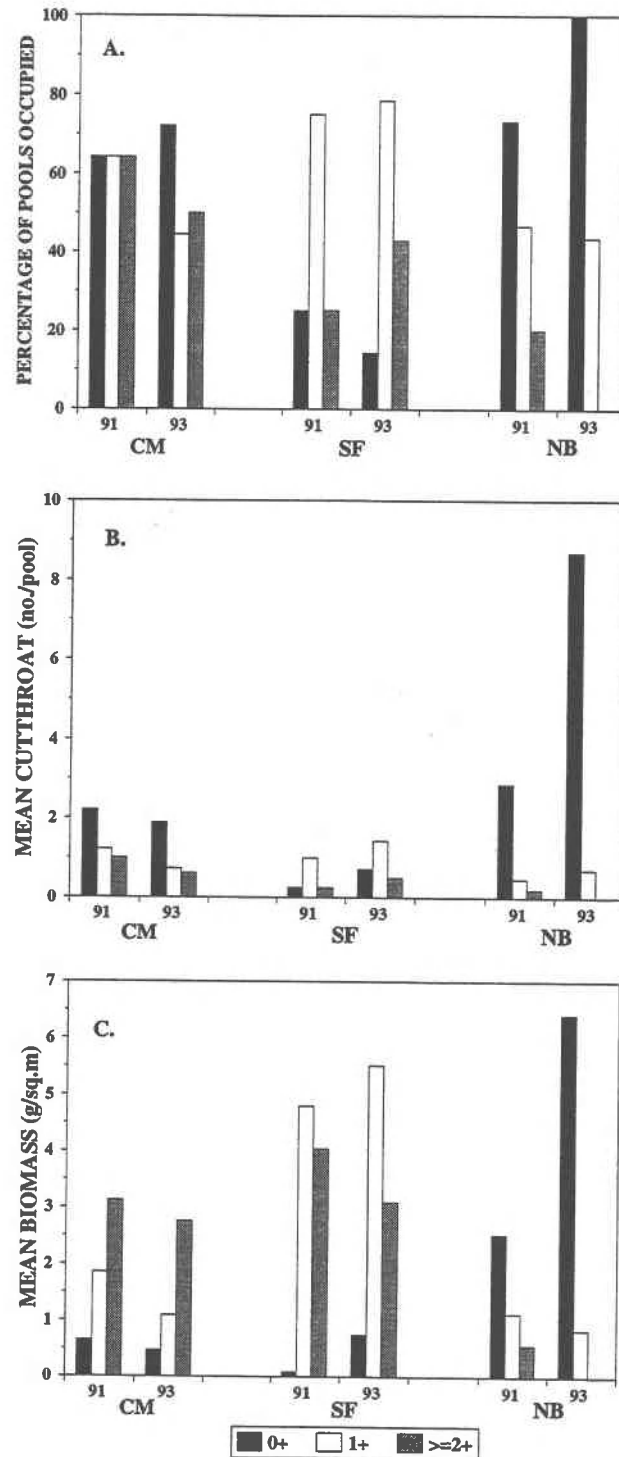 A.
PERCENTAGE OF POOLS OCCUPIED
100
80
60
40
20
0
91 93 91 93 91 93
CM SF NB
B.
MEAN CUTTHROAT (no./pool)
10
8
6
4
2
0
91 93 91 93 91 93
CM SF NB
C.
MEAN BIOMASS (g/sq.m)
7
6
5
4
3
2
1
0
91 93 91 93 91 93
CM SF NB
0+ 1+ >=2+